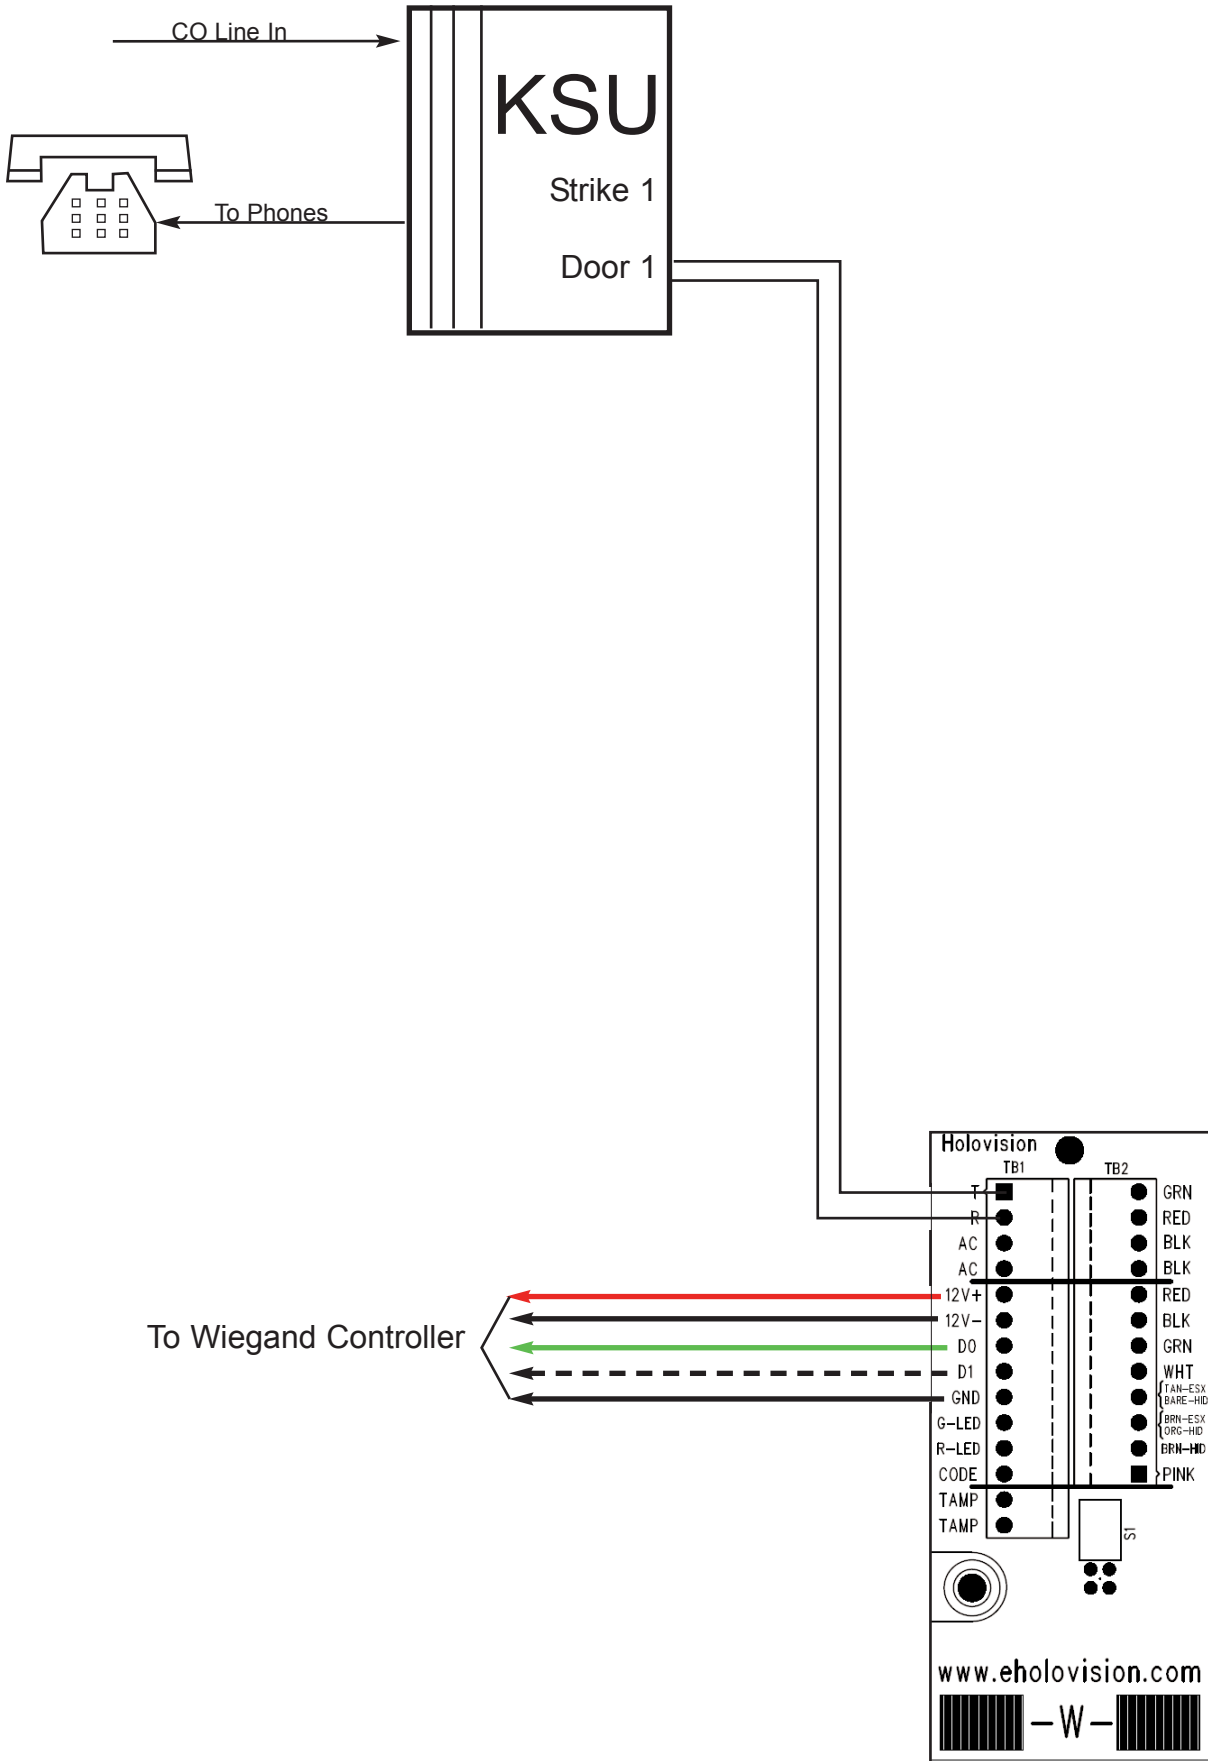 CO Line In
KSU
Strike 1
To Phones
Door 1
Holovision
TB1 TB2
T GRN
R RED
AC BLK
AC BLK
12V+ RED
12V- BLK
D0 GRN
D1 WHT
GND TAN-ESX
BARE-HID
G-LED BRN-ESX
ORG-HID
R-LED BRN-HID
CODE PINK
TAMP
TAMP
To Wiegand Controller
S1
www.eholovision.com
-W-